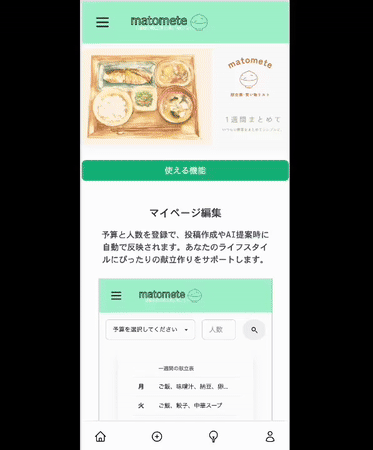 matomete
matomete
献立表・買い物リスト
1週間まとめて
使える機能
マイページ編集
予算と人数を登録で、投稿作成やAI提案時に
自動で反映されます。あなたのライフスタイ
ルにぴったりの献立作りをサポートします。
matomete
予算を選択してください
人数
一週間の献立表
月 ご飯、味噌汁、納豆、卵...
火 ご飯、餃子、中華スープ